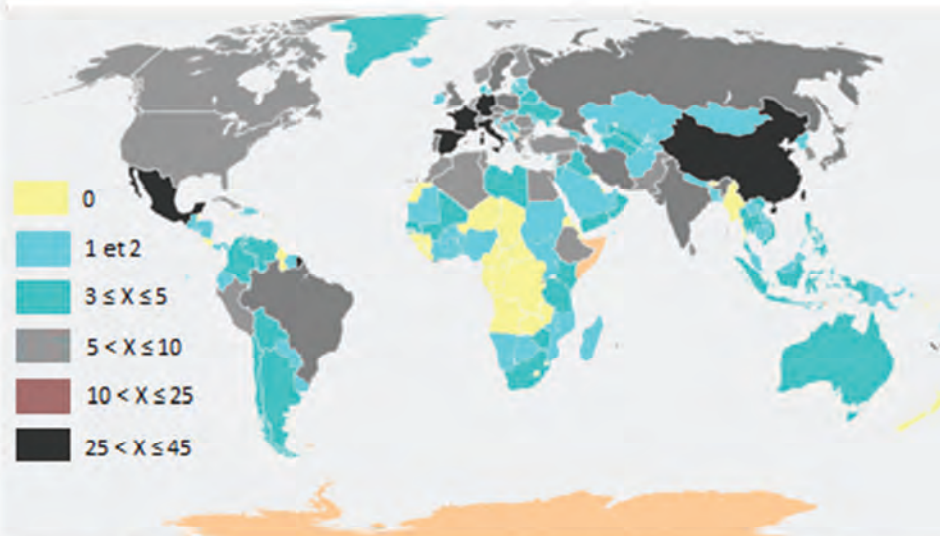 0
1 et 2
3 ≤ X ≤ 5
5 < X ≤ 10
10 < X ≤ 25
25 < X ≤ 45